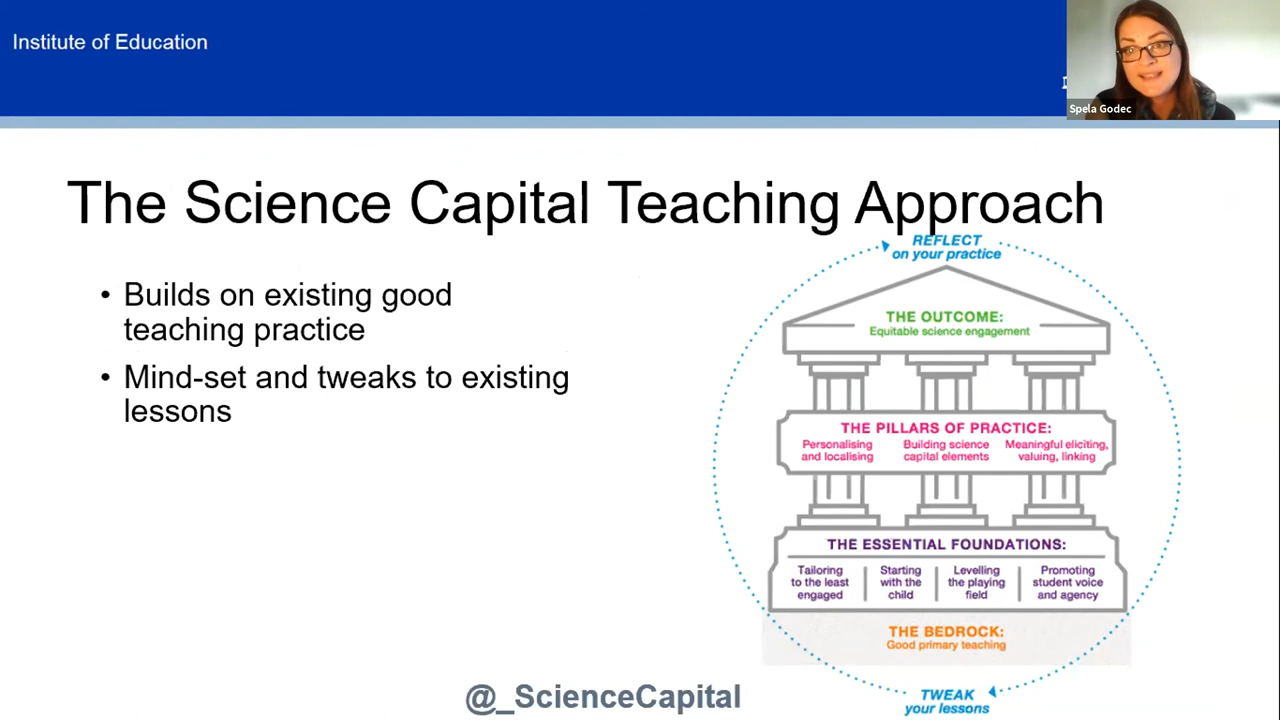 Institute of Education
Spela Godec
The Science Capital Teaching Approach
• Builds on existing good
teaching practice
• Mind-set and tweaks to existing
lessons
REFLECT
on your practice
THE OUTCOME:
Equitable science engagement
THE PILLARS OF PRACTICE:
Personalising
and localising
Building science
capital elements
Meaningful eliciting,
valuing, linking
THE ESSENTIAL FOUNDATIONS:
Tailoring
to the least
engaged
Starting
with the
child
Levelling
the playing
field
Promoting
student voice
and agency
THE BEDROCK:
Good primary teaching
TWEAK
your lessons
@_ScienceCapital